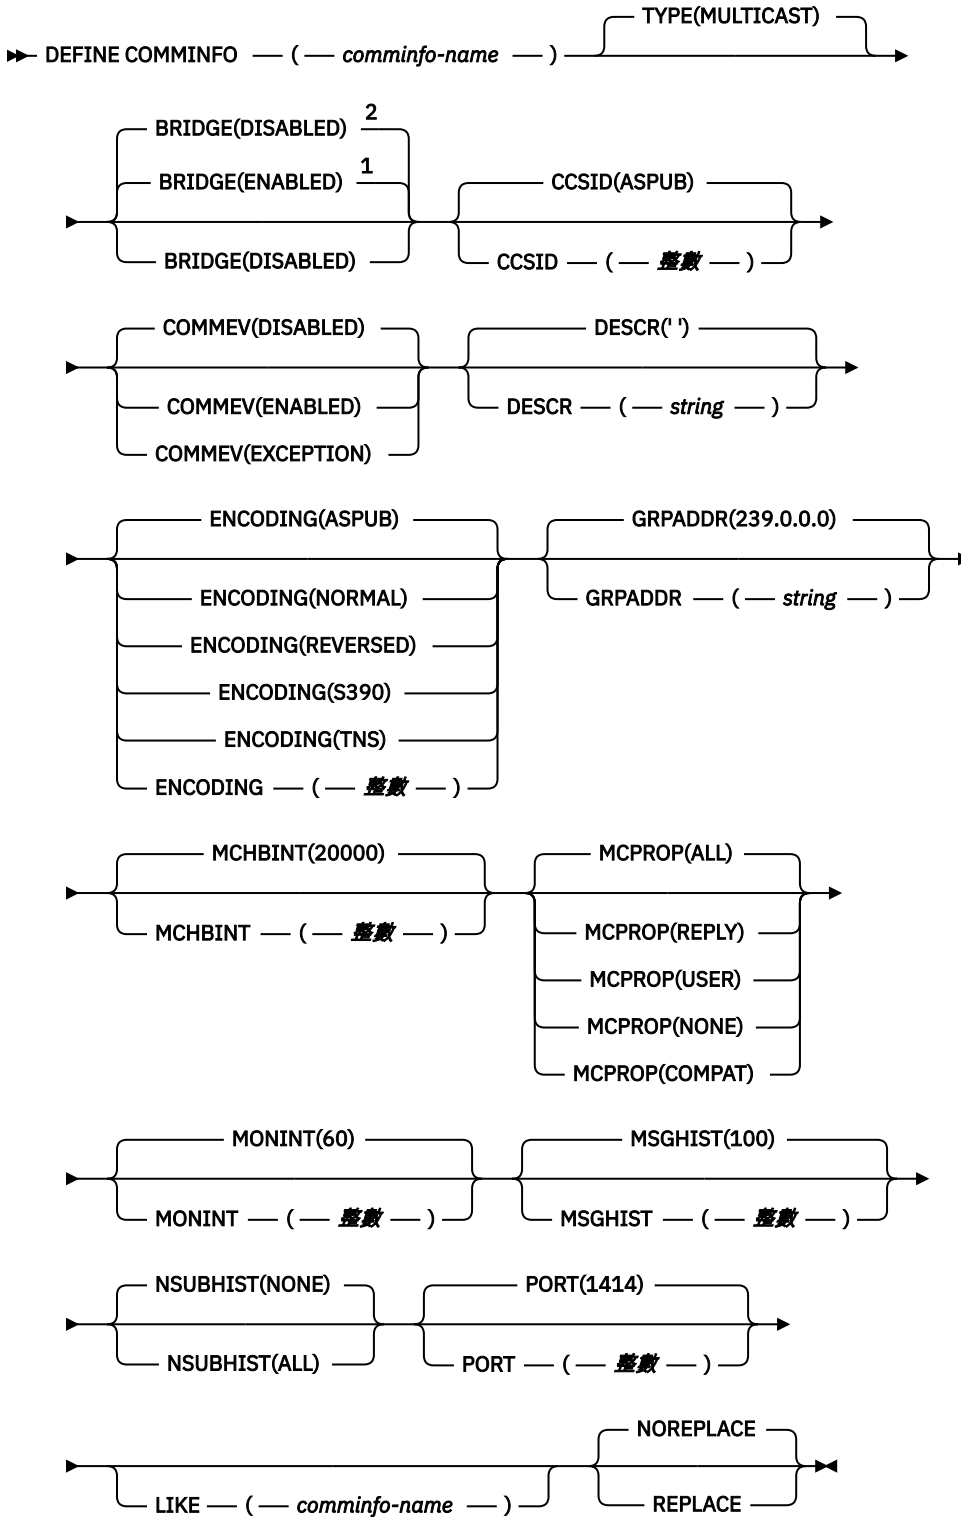 TYPE(MULTICAST)
DEFINE COMMINFO ( comminfo-name )
BRIDGE(DISABLED) 2
BRIDGE(ENABLED) 1
CCSID(ASPUB)
BRIDGE(DISABLED)
CCSID ( 整數 )
COMMEV(DISABLED)
DESCR(' ')
COMMEV(ENABLED)
DESCR ( string )
COMMEV(EXCEPTION)
ENCODING(ASPUB)
GRPADDR(239.0.0.0)
ENCODING(NORMAL)
GRPADDR ( string )
ENCODING(REVERSED)
ENCODING(S390)
ENCODING(TNS)
ENCODING ( 整數 )
MCHBINT(20000)
MCPROP(ALL)
MCHBINT ( 整數 )
MCPROP(REPLY)
MCPROP(USER)
MCPROP(NONE)
MCPROP(COMPAT)
MONINT(60)
MSGHIST(100)
MONINT ( 整數 )
MSGHIST ( 整數 )
NSUBHIST(NONE)
PORT(1414)
NSUBHIST(ALL)
PORT ( 整數 )
NOREPLACE
LIKE ( comminfo-name )
REPLACE